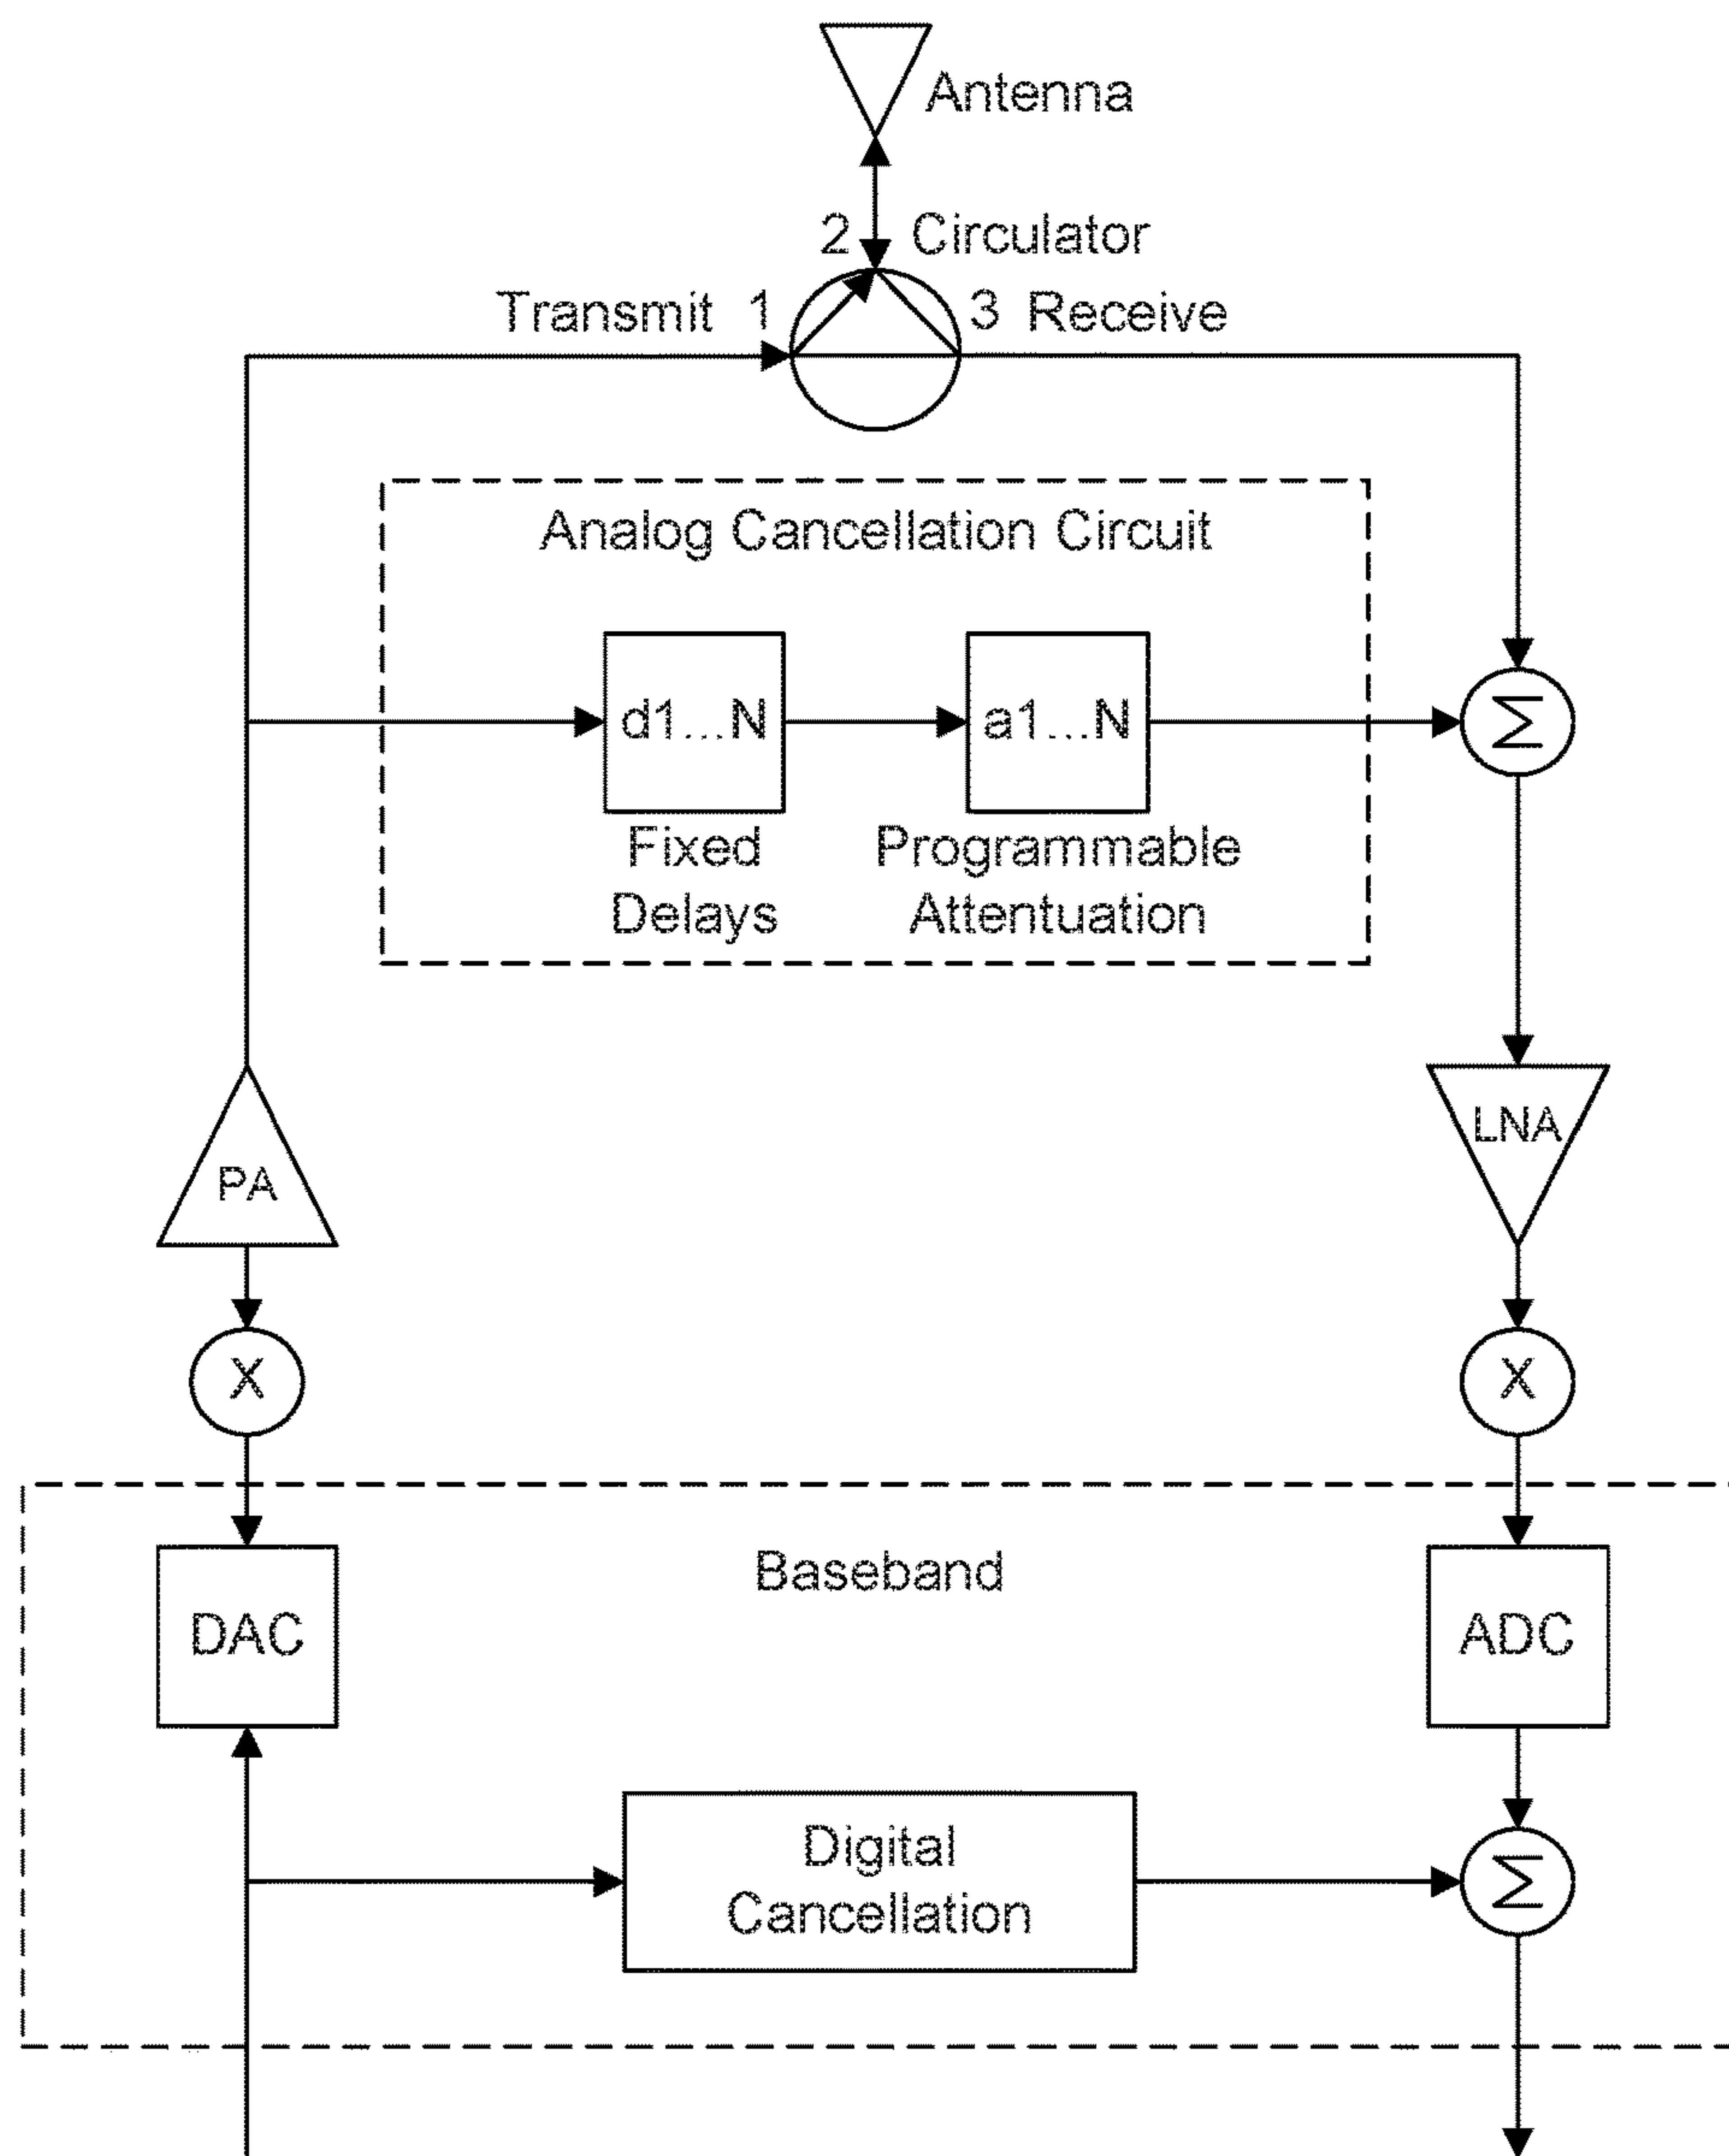 Antenna
2 Circulator
Transmit 1
3 Receive
Analog Cancellation Circuit
d1...N
a1...N
Fixed
Delays
Programmable
Attentuation
Σ
PA
LNA
X
X
Baseband
DAC
ADC
Digital
Cancellation
Σ